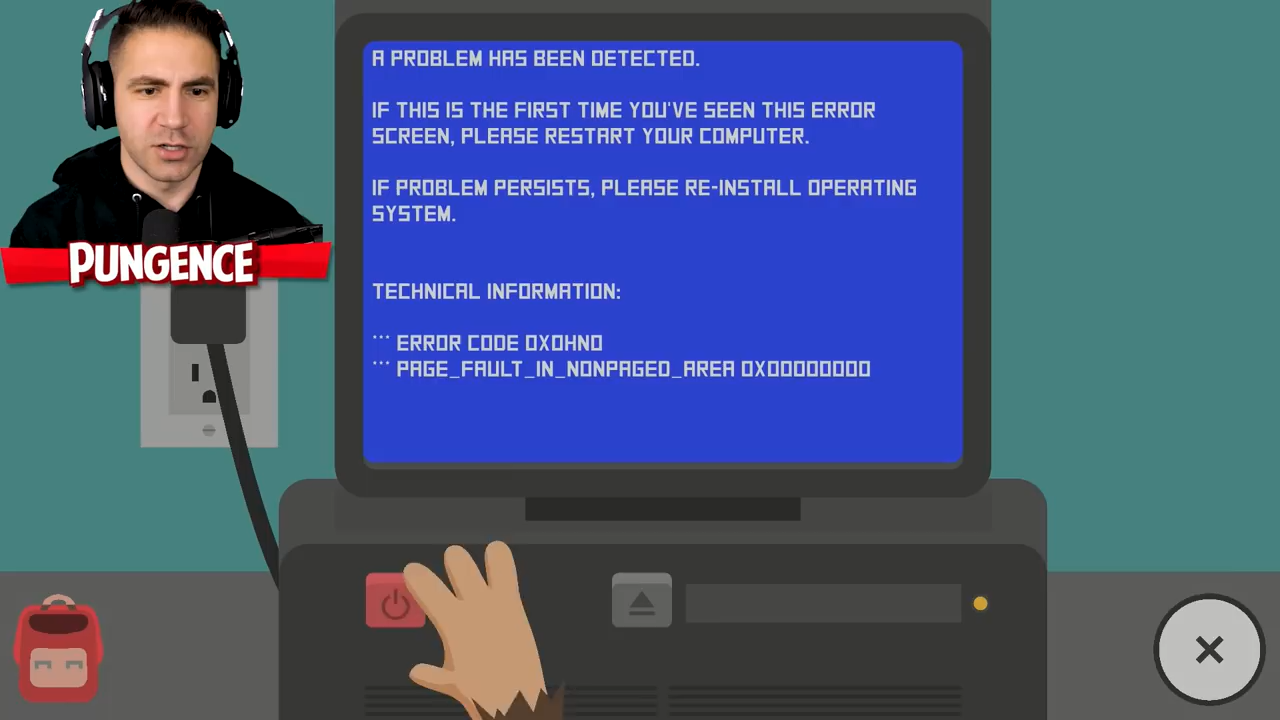 PUNGENCE
A PROBLEM HAS BEEN DETECTED.
IF THIS IS THE FIRST TIME YOU'VE SEEN THIS ERROR
SCREEN, PLEASE RESTART YOUR COMPUTER.
IF PROBLEM PERSISTS, PLEASE RE-INSTALL OPERATING
SYSTEM.
TECHNICAL INFORMATION:
``` ERROR CODE 0X0HNO
``` PAGE_FAULT_IN_NONPAGED_AREA 0X00000000